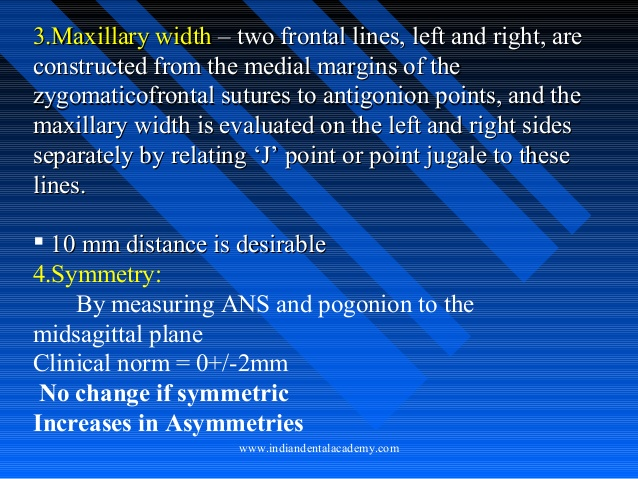 3.Maxillary width – two frontal lines, left and right, are
constructed from the medial margins of the
zygomaticofrontal sutures to antigonion points, and the
maxillary width is evaluated on the left and right sides
separately by relating ‘J’ point or point jugale to these
lines.
▪ 10 mm distance is desirable
4.Symmetry:
By measuring ANS and pogonion to the
midsagittal plane
Clinical norm = 0+/-2mm
No change if symmetric
Increases in Asymmetries
www.indiandentalacademy.com